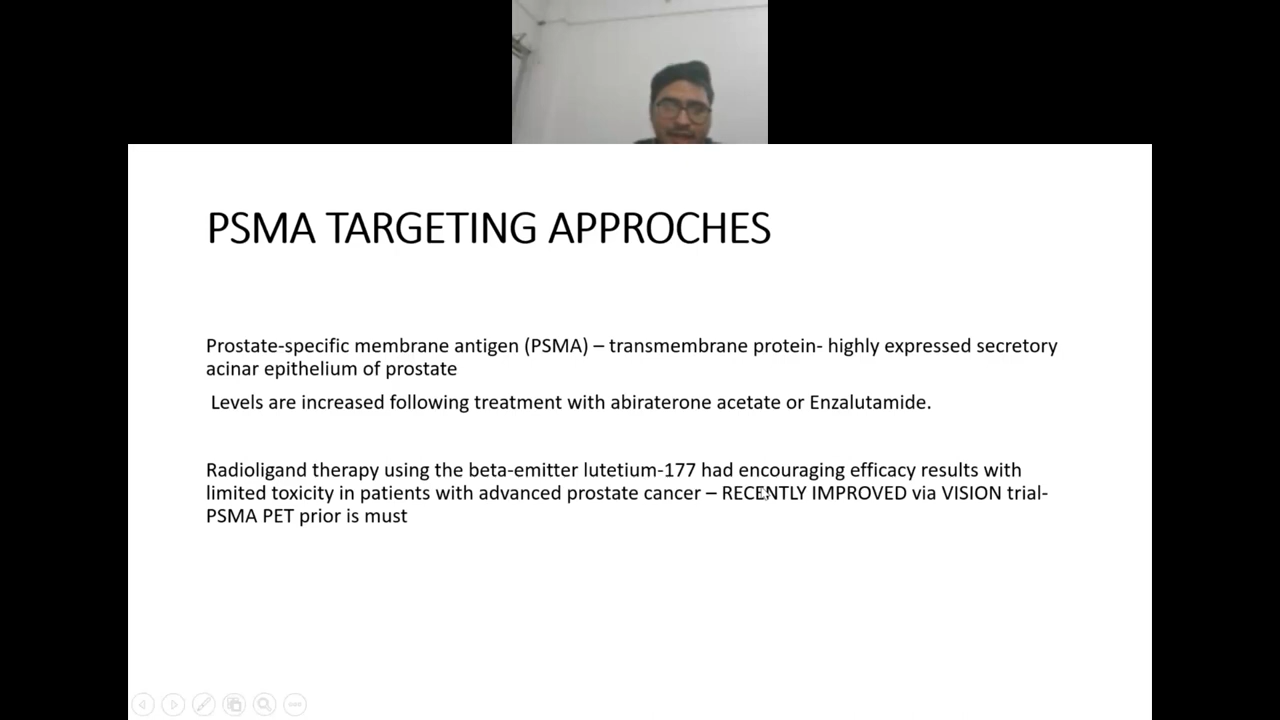 PSMA TARGETING APPROCHES
Prostate-specific membrane antigen (PSMA) – transmembrane protein- highly expressed secretory
acinar epithelium of prostate
Levels are increased following treatment with abiraterone acetate or Enzalutamide.
Radioligand therapy using the beta-emitter lutetium-177 had encouraging efficacy results with
limited toxicity in patients with advanced prostate cancer – RECENTLY IMPROVED via VISION trial-
PSMA PET prior is must